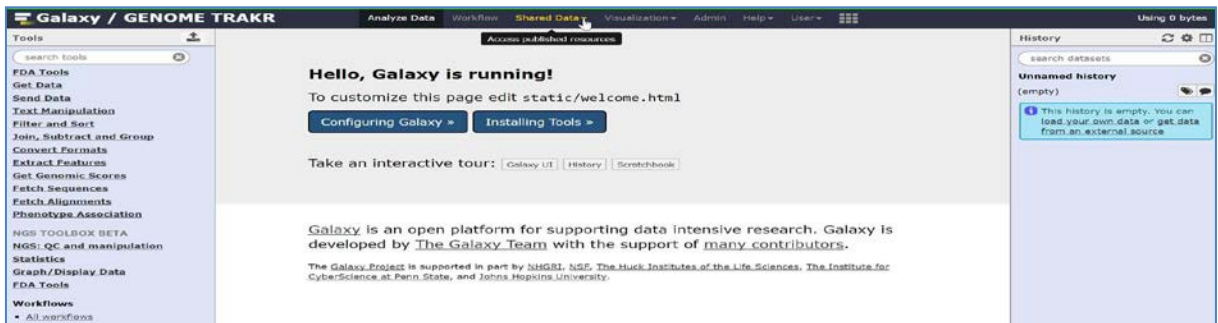 Galaxy / GENOME TRAKR
Analyze Data Workflow Shared Data Visualization Admin Help User
Using 0 bytes
Access published resources
Tools
search tools
FDA Tools
Get Data
Send Data
Text Manipulation
Filter and Sort
Join, Subtract and Group
Convert Formats
Extract Features
Get Genomic Scores
Fetch Sequences
Fetch Alignments
Phenotype Association
NGS TOOLBOX BETA
NGS: QC and manipulation
Statistics
Graph/Display Data
FDA Tools
Workflows
• All workflows
Hello, Galaxy is running!
To customize this page edit static/welcome.html
Configuring Galaxy » Installing Tools »
Take an interactive tour: Galaxy UI History Scratchbook
Galaxy is an open platform for supporting data intensive research. Galaxy is
developed by The Galaxy Team with the support of many contributors.
The Galaxy Project is supported in part by NHGRI, NSF, The Huck Institutes of the Life Sciences, The Institute for
CyberScience at Penn State, and Johns Hopkins University.
History
search datasets
Unnamed history
(empty)
This history is empty. You can
load your own data or get data
from an external source